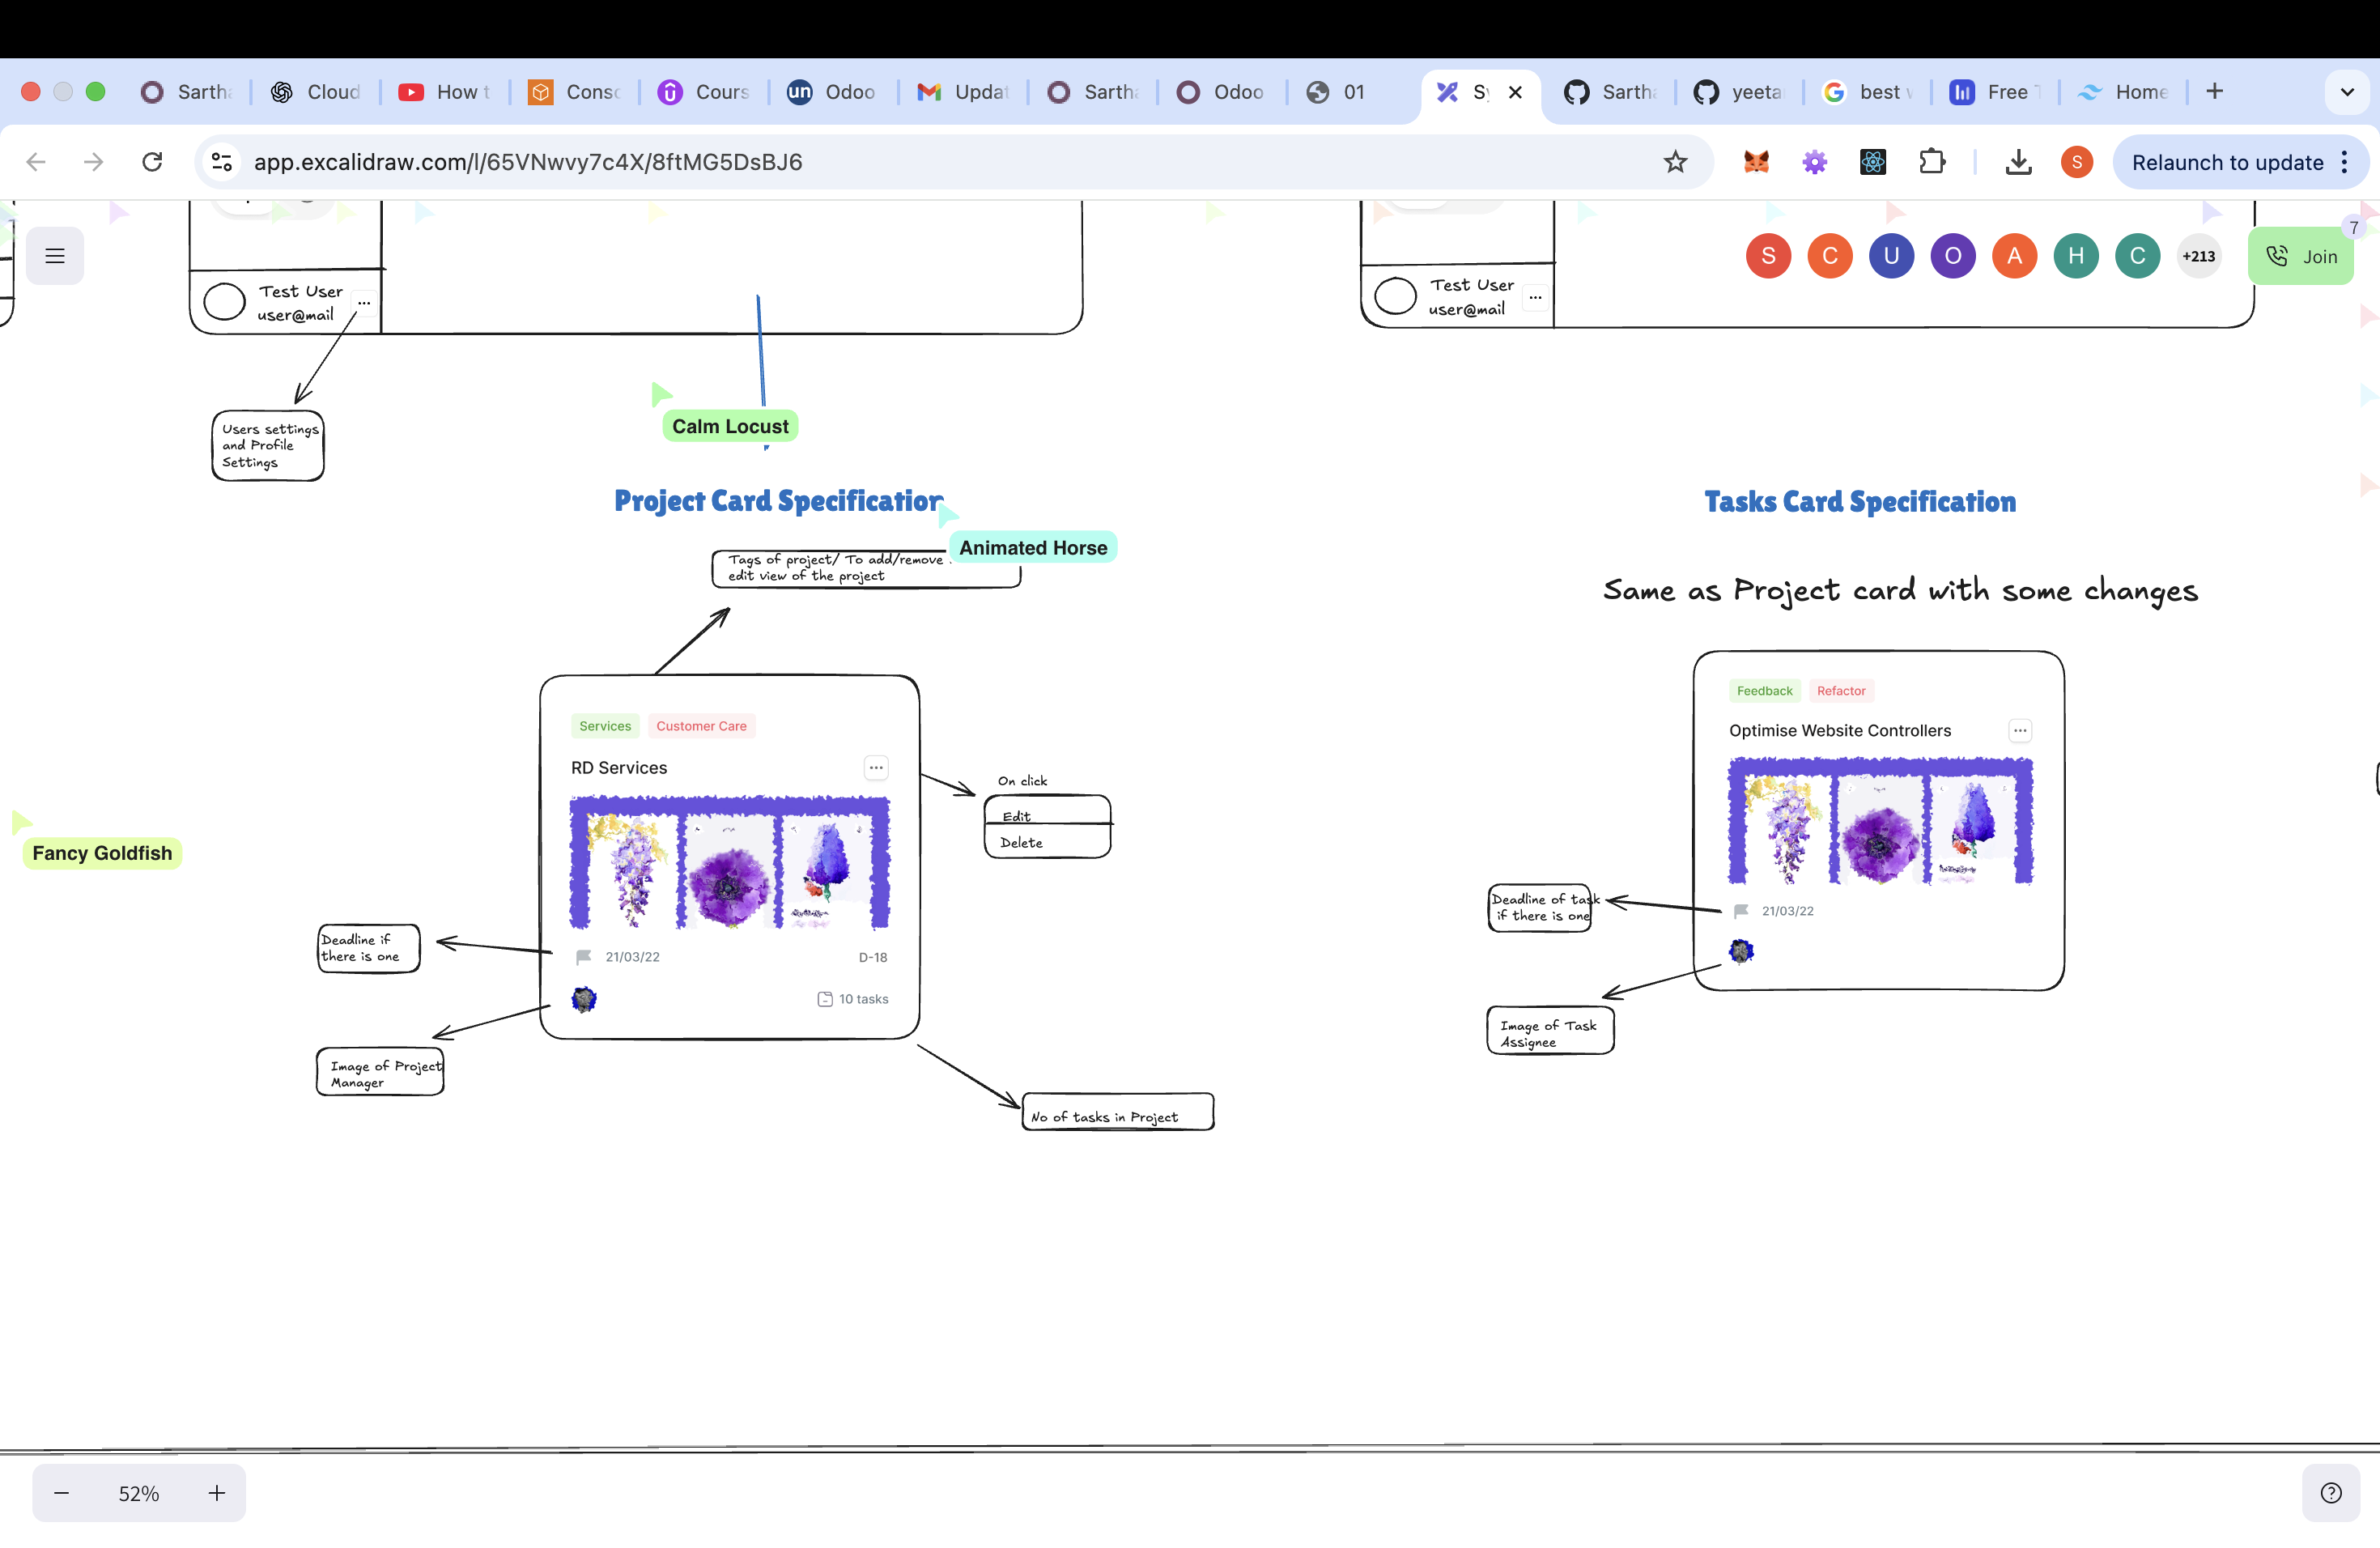 Sarth
Cloud
How t
Conso
Cours
Odoo
Updat
Sarth
Odoo
01
Sy
Sarth
yeeta
best
Free
Home
app.excalidraw.com/l/65VNwvy7c4X/8ftMG5DsBJ6
S
Relaunch to update
S C U O A H C +213
7
Join
Test User
user@mail
...
Test User
user@mail
...
Users settings
and Profile
Settings
Calm Locust
Project Card Specification
Animated Horse
Tags of project/ To add/remove
edit view of the project
Services
Customer Care
RD Services
...
On click
Edit
Delete
Fancy Goldfish
Deadline if
there is one
21/03/22
D-18
10 tasks
Image of Project
Manager
No of tasks in Project
Tasks Card Specification
Same as Project card with some changes
Feedback
Refactor
Optimise Website Controllers
...
Deadline of task
if there is one
21/03/22
Image of Task
Assignee
52%